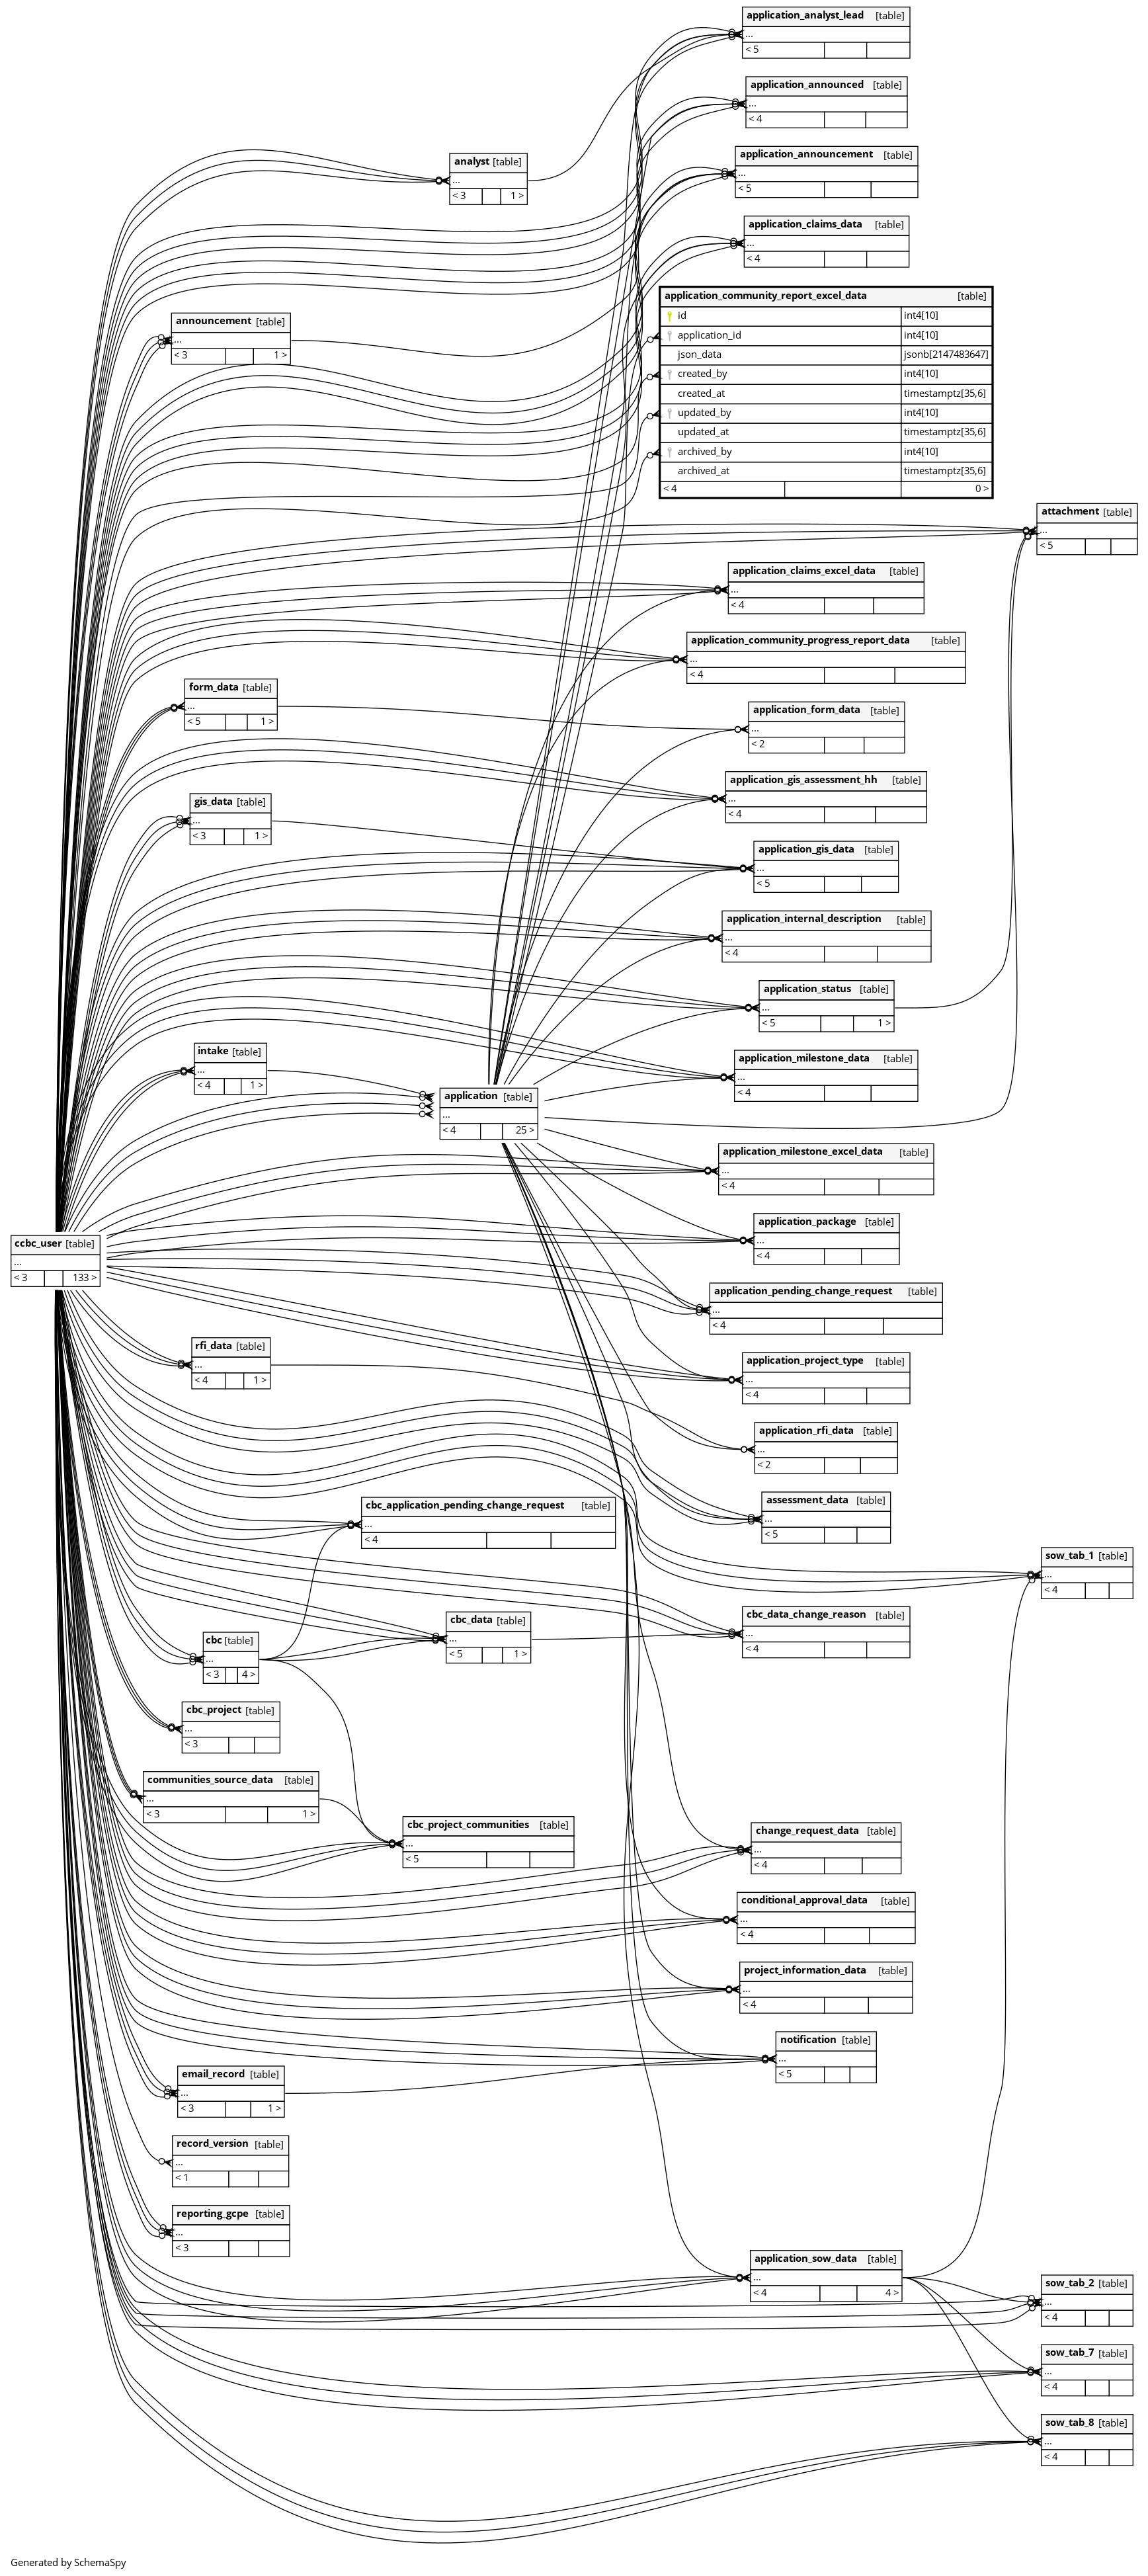 application_analyst_lead [table]
...
< 5
application_announced [table]
...
< 4
analyst [table]
...
< 3 1 >
application_announcement [table]
...
< 5
application_claims_data [table]
...
< 4
application_community_report_excel_data [table]
id int4[10]
application_id int4[10]
json_data jsonb[2147483647]
created_by int4[10]
created_at timestamptz[35,6]
updated_by int4[10]
updated_at timestamptz[35,6]
archived_by int4[10]
archived_at timestamptz[35,6]
< 4 0 >
announcement [table]
...
< 3 1 >
attachment [table]
...
< 5
application_claims_excel_data [table]
...
< 4
application_community_progress_report_data [table]
...
< 4
form_data [table]
...
< 5 1 >
application_form_data [table]
...
< 2
application_gis_assessment_hh [table]
...
< 4
gis_data [table]
...
< 3 1 >
application_gis_data [table]
...
< 5
application_internal_description [table]
...
< 4
application_status [table]
...
< 5 1 >
intake [table]
...
< 4 1 >
application_milestone_data [table]
...
< 4
application [table]
...
< 4 25 >
application_milestone_excel_data [table]
...
< 4
application_package [table]
...
< 4
ccbc_user [table]
...
< 3 133 >
application_pending_change_request [table]
...
< 4
rfi_data [table]
...
< 4 1 >
application_project_type [table]
...
< 4
application_rfi_data [table]
...
< 2
assessment_data [table]
...
< 5
cbc_application_pending_change_request [table]
...
< 4
sow_tab_1 [table]
...
< 4
cbc_data [table]
...
< 5 1 >
cbc_data_change_reason [table]
...
< 4
cbc [table]
...
< 3 4 >
cbc_project [table]
...
< 3
communities_source_data [table]
...
< 3 1 >
cbc_project_communities [table]
...
< 5
change_request_data [table]
...
< 4
conditional_approval_data [table]
...
< 4
project_information_data [table]
...
< 4
notification [table]
...
< 5
email_record [table]
...
< 3 1 >
record_version [table]
...
< 1
reporting_gcpe [table]
...
< 3
application_sow_data [table]
...
< 4 4 >
sow_tab_2 [table]
...
< 4
sow_tab_7 [table]
...
< 4
sow_tab_8 [table]
...
< 4
Generated by SchemaSpy